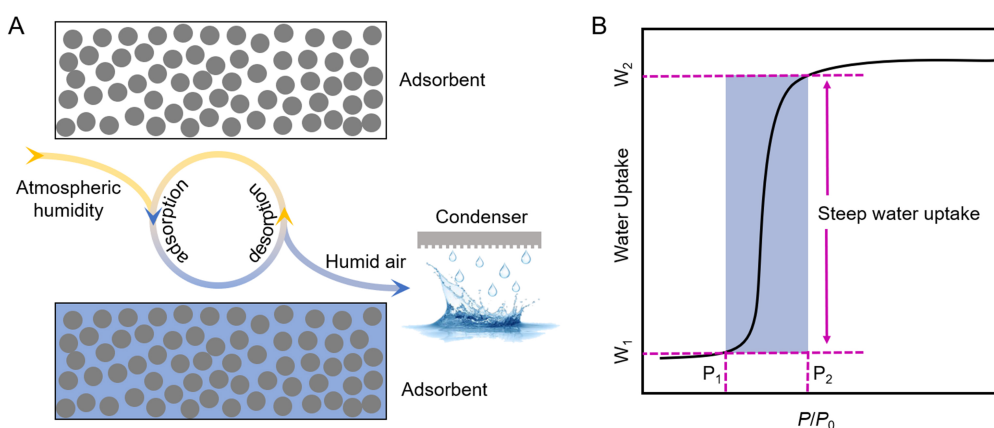 A
Adsorbent
Atmospheric
humidity
adsorption
desorption
Condenser
Humid air
Adsorbent
B
W₂
Water Uptake
Steep water uptake
W₁
P₁
P₂
P/P₀